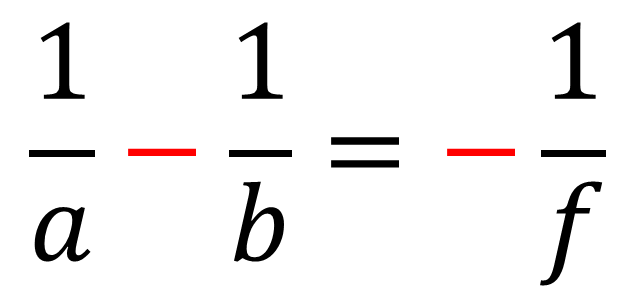 1/a − 1/b = − 1/f